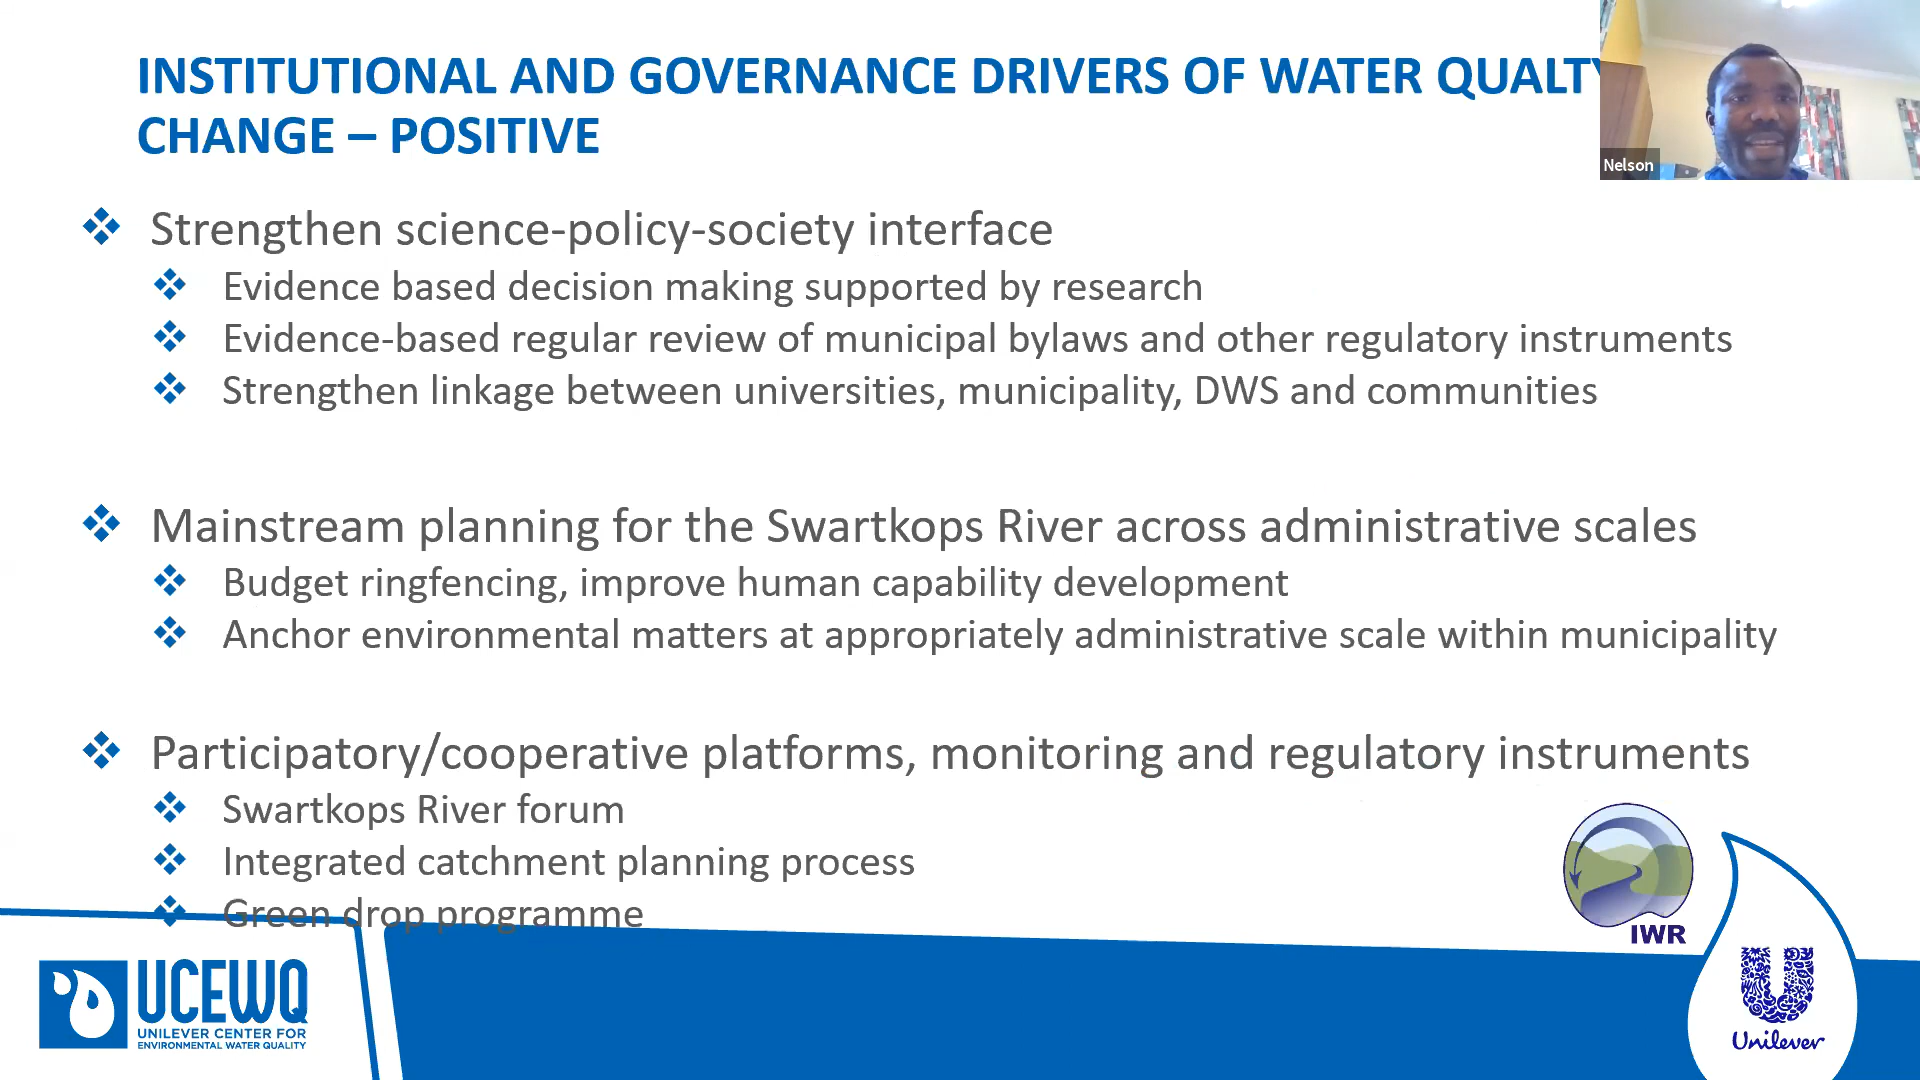 INSTITUTIONAL AND GOVERNANCE DRIVERS OF WATER QUALTY
CHANGE – POSITIVE
Nelson
Strengthen science-policy-society interface
Evidence based decision making supported by research
Evidence-based regular review of municipal bylaws and other regulatory instruments
Strengthen linkage between universities, municipality, DWS and communities
Mainstream planning for the Swartkops River across administrative scales
Budget ringfencing, improve human capability development
Anchor environmental matters at appropriately administrative scale within municipality
Participatory/cooperative platforms, monitoring and regulatory instruments
Swartkops River forum
Integrated catchment planning process
Green drop programme
IWR
UCEWQ
UNILEVER CENTER FOR
ENVIRONMENTAL WATER QUALITY
Unilever